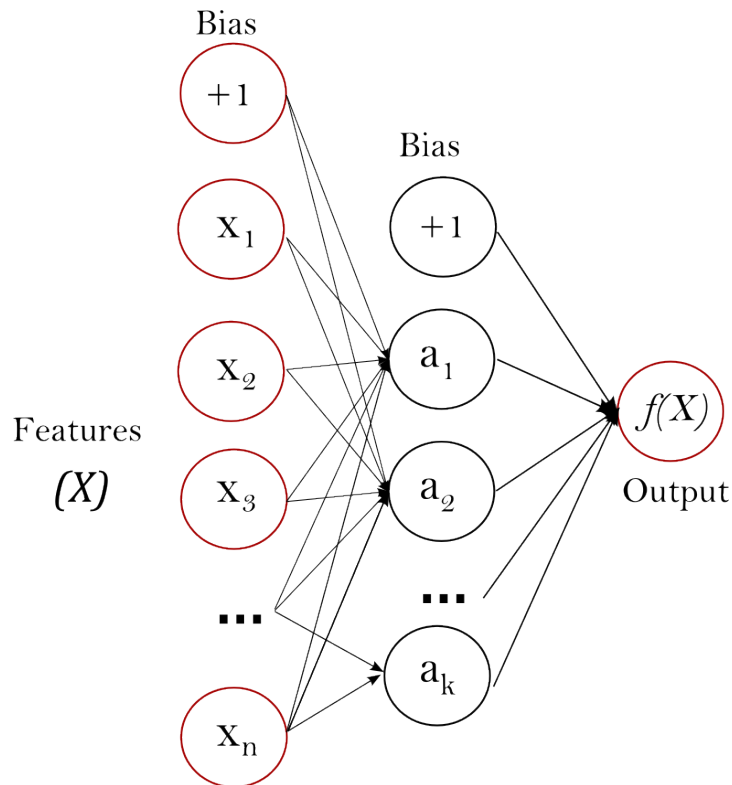 Bias
+1
Bias
x₁
+1
x₂
a₁
Features
(X)
f(X)
x₃
a₂
Output
...
...
aₖ
xₙ